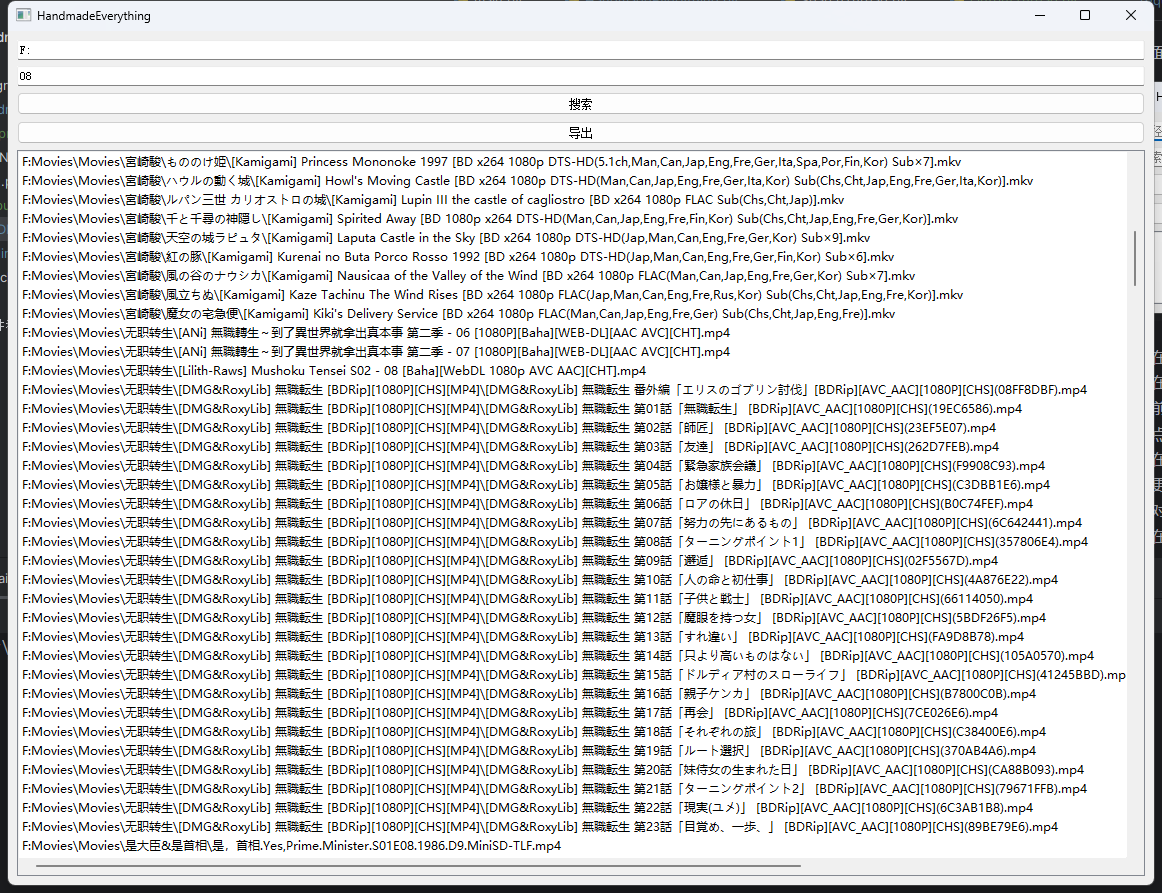 HandmadeEverything
F:
08
搜索
导出
F:Movies\Movies\宮崎駿\もののけ姫\[Kamigami] Princess Mononoke 1997 [BD x264 1080p DTS-HD(5.1ch,Man,Can,Jap,Eng,Fre,Ger,Ita,Spa,Por,Fin,Kor) Sub×7].mkv
F:Movies\Movies\宮崎駿\ハウルの動く城\[Kamigami] Howl's Moving Castle [BD x264 1080p DTS-HD(Man,Can,Jap,Eng,Fre,Ger,Ita,Kor) Sub(Chs,Cht,Jap,Eng,Fre,Ger,Ita,Kor)].mkv
F:Movies\Movies\宮崎駿\ルパン三世 カリオストロの城\[Kamigami] Lupin III the castle of cagliostro [BD x264 1080p FLAC Sub(Chs,Cht,Jap)].mkv
F:Movies\Movies\宮崎駿\千と千尋の神隠し\[Kamigami] Spirited Away [BD 1080p x264 DTS-HD(Man,Can,Jap,Eng,Fre,Fin,Kor) Sub(Chs,Cht,Jap,Eng,Fre,Ger,Kor)].mkv
F:Movies\Movies\宮崎駿\天空の城ラピュタ\[Kamigami] Laputa Castle in the Sky [BD x264 1080p DTS-HD(Jap,Man,Can,Eng,Fre,Ger,Kor) Sub×9].mkv
F:Movies\Movies\宮崎駿\紅の豚\[Kamigami] Kurenai no Buta Porco Rosso 1992 [BD x264 1080p DTS-HD(Jap,Man,Can,Eng,Fre,Ger,Fin,Kor) Sub×6].mkv
F:Movies\Movies\宮崎駿\風の谷のナウシカ\[Kamigami] Nausicaa of the Valley of the Wind [BD x264 1080p FLAC(Man,Can,Jap,Eng,Fre,Ger,Kor) Sub×7].mkv
F:Movies\Movies\宮崎駿\風立ちぬ\[Kamigami] Kaze Tachinu The Wind Rises [BD x264 1080p FLAC(Jap,Man,Can,Eng,Fre,Rus,Kor) Sub(Chs,Cht,Jap,Eng,Fre,Kor)].mkv
F:Movies\Movies\宮崎駿\魔女の宅急便\[Kamigami] Kiki's Delivery Service [BD x264 1080p FLAC(Man,Can,Jap,Eng,Fre,Ger) Sub(Chs,Cht,Jap,Eng,Fre)].mkv
F:Movies\Movies\无职转生\[ANi] 無職轉生～到了異世界就拿出真本事 第二季 - 06 [1080P][Baha][WEB-DL][AAC AVC][CHT].mp4
F:Movies\Movies\无职转生\[ANi] 無職轉生～到了異世界就拿出真本事 第二季 - 07 [1080P][Baha][WEB-DL][AAC AVC][CHT].mp4
F:Movies\Movies\无职转生\[Lilith-Raws] Mushoku Tensei S02 - 08 [Baha][WebDL 1080p AVC AAC][CHT].mp4
F:Movies\Movies\无职转生\[DMG&RoxyLib] 無職転生 [BDRip][1080P][CHS][MP4]\[DMG&RoxyLib] 無職転生 番外編「エリスのゴブリン討伐」[BDRip][AVC_AAC][1080P][CHS](08FF8DBF).mp4
F:Movies\Movies\无职转生\[DMG&RoxyLib] 無職転生 [BDRip][1080P][CHS][MP4]\[DMG&RoxyLib] 無職転生 第01話「無職転生」 [BDRip][AVC_AAC][1080P][CHS](19EC6586).mp4
F:Movies\Movies\无职转生\[DMG&RoxyLib] 無職転生 [BDRip][1080P][CHS][MP4]\[DMG&RoxyLib] 無職転生 第02話「師匠」 [BDRip][AVC_AAC][1080P][CHS](23EF5E07).mp4
F:Movies\Movies\无职转生\[DMG&RoxyLib] 無職転生 [BDRip][1080P][CHS][MP4]\[DMG&RoxyLib] 無職転生 第03話「友達」 [BDRip][AVC_AAC][1080P][CHS](262D7FEB).mp4
F:Movies\Movies\无职转生\[DMG&RoxyLib] 無職転生 [BDRip][1080P][CHS][MP4]\[DMG&RoxyLib] 無職転生 第04話「緊急家族会議」 [BDRip][AVC_AAC][1080P][CHS](F9908C93).mp4
F:Movies\Movies\无职转生\[DMG&RoxyLib] 無職転生 [BDRip][1080P][CHS][MP4]\[DMG&RoxyLib] 無職転生 第05話「お嬢様と暴力」 [BDRip][AVC_AAC][1080P][CHS](C3DBB1E6).mp4
F:Movies\Movies\无职转生\[DMG&RoxyLib] 無職転生 [BDRip][1080P][CHS][MP4]\[DMG&RoxyLib] 無職転生 第06話「ロアの休日」 [BDRip][AVC_AAC][1080P][CHS](B0C74FEF).mp4
F:Movies\Movies\无职转生\[DMG&RoxyLib] 無職転生 [BDRip][1080P][CHS][MP4]\[DMG&RoxyLib] 無職転生 第07話「努力の先にあるもの」 [BDRip][AVC_AAC][1080P][CHS](6C642441).mp4
F:Movies\Movies\无职转生\[DMG&RoxyLib] 無職転生 [BDRip][1080P][CHS][MP4]\[DMG&RoxyLib] 無職転生 第08話「ターニングポイント1」 [BDRip][AVC_AAC][1080P][CHS](357806E4).mp4
F:Movies\Movies\无职转生\[DMG&RoxyLib] 無職転生 [BDRip][1080P][CHS][MP4]\[DMG&RoxyLib] 無職転生 第09話「邂逅」 [BDRip][AVC_AAC][1080P][CHS](02F5567D).mp4
F:Movies\Movies\无职转生\[DMG&RoxyLib] 無職転生 [BDRip][1080P][CHS][MP4]\[DMG&RoxyLib] 無職転生 第10話「人の命と初仕事」 [BDRip][AVC_AAC][1080P][CHS](4A876E22).mp4
F:Movies\Movies\无职转生\[DMG&RoxyLib] 無職転生 [BDRip][1080P][CHS][MP4]\[DMG&RoxyLib] 無職転生 第11話「子供と戦士」 [BDRip][AVC_AAC][1080P][CHS](66114050).mp4
F:Movies\Movies\无职转生\[DMG&RoxyLib] 無職転生 [BDRip][1080P][CHS][MP4]\[DMG&RoxyLib] 無職転生 第12話「魔眼を持つ女」 [BDRip][AVC_AAC][1080P][CHS](5BDF26F5).mp4
F:Movies\Movies\无职转生\[DMG&RoxyLib] 無職転生 [BDRip][1080P][CHS][MP4]\[DMG&RoxyLib] 無職転生 第13話「すれ違い」 [BDRip][AVC_AAC][1080P][CHS](FA9D8B78).mp4
F:Movies\Movies\无职转生\[DMG&RoxyLib] 無職転生 [BDRip][1080P][CHS][MP4]\[DMG&RoxyLib] 無職転生 第14話「只より高いものはない」 [BDRip][AVC_AAC][1080P][CHS](105A0570).mp4
F:Movies\Movies\无职转生\[DMG&RoxyLib] 無職転生 [BDRip][1080P][CHS][MP4]\[DMG&RoxyLib] 無職転生 第15話「ドルディア村のスローライフ」 [BDRip][AVC_AAC][1080P][CHS](41245BBD).mp
F:Movies\Movies\无职转生\[DMG&RoxyLib] 無職転生 [BDRip][1080P][CHS][MP4]\[DMG&RoxyLib] 無職転生 第16話「親子ケンカ」 [BDRip][AVC_AAC][1080P][CHS](B7800C0B).mp4
F:Movies\Movies\无职转生\[DMG&RoxyLib] 無職転生 [BDRip][1080P][CHS][MP4]\[DMG&RoxyLib] 無職転生 第17話「再会」 [BDRip][AVC_AAC][1080P][CHS](7CE026E6).mp4
F:Movies\Movies\无职转生\[DMG&RoxyLib] 無職転生 [BDRip][1080P][CHS][MP4]\[DMG&RoxyLib] 無職転生 第18話「それぞれの旅」 [BDRip][AVC_AAC][1080P][CHS](C38400E6).mp4
F:Movies\Movies\无职转生\[DMG&RoxyLib] 無職転生 [BDRip][1080P][CHS][MP4]\[DMG&RoxyLib] 無職転生 第19話「ルート選択」 [BDRip][AVC_AAC][1080P][CHS](370AB4A6).mp4
F:Movies\Movies\无职转生\[DMG&RoxyLib] 無職転生 [BDRip][1080P][CHS][MP4]\[DMG&RoxyLib] 無職転生 第20話「妹侍女の生まれた日」 [BDRip][AVC_AAC][1080P][CHS](CA88B093).mp4
F:Movies\Movies\无职转生\[DMG&RoxyLib] 無職転生 [BDRip][1080P][CHS][MP4]\[DMG&RoxyLib] 無職転生 第21話「ターニングポイント2」 [BDRip][AVC_AAC][1080P][CHS](79671FFB).mp4
F:Movies\Movies\无职转生\[DMG&RoxyLib] 無職転生 [BDRip][1080P][CHS][MP4]\[DMG&RoxyLib] 無職転生 第22話「現実(ユメ)」 [BDRip][AVC_AAC][1080P][CHS](6C3AB1B8).mp4
F:Movies\Movies\无职转生\[DMG&RoxyLib] 無職転生 [BDRip][1080P][CHS][MP4]\[DMG&RoxyLib] 無職転生 第23話「目覚め、一歩、」 [BDRip][AVC_AAC][1080P][CHS](89BE79E6).mp4
F:Movies\Movies\是大臣&是首相\是，首相.Yes,Prime.Minister.S01E08.1986.D9.MiniSD-TLF.mp4